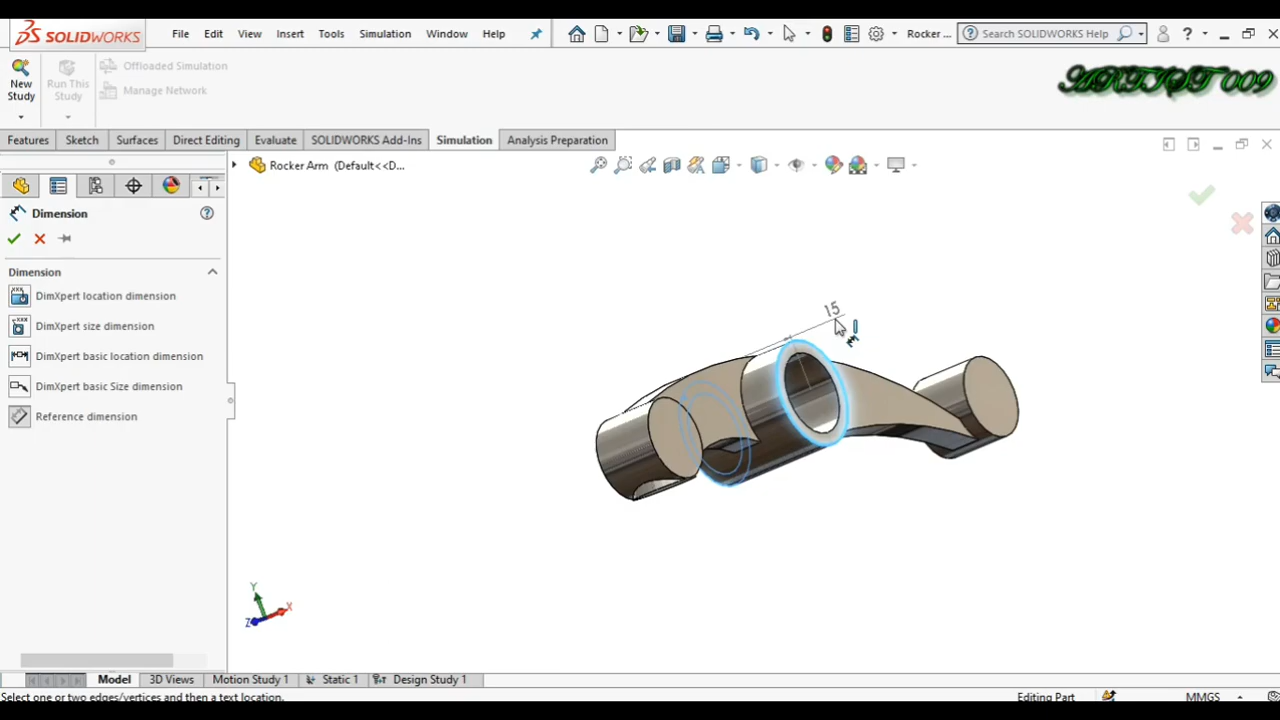 SOLIDWORKS File Edit View Insert Tools Simulation Window Help Rocker ... Search SOLIDWORKS Help ?
New Study
Run This Study
Offloaded Simulation
Manage Network
ARTIST 009
Features Sketch Surfaces Direct Editing Evaluate SOLIDWORKS Add-Ins Simulation Analysis Preparation
Rocker Arm (Default<<D...
Dimension
Dimension
DimXpert location dimension
DimXpert size dimension
DimXpert basic location dimension
DimXpert basic Size dimension
Reference dimension
15
Y
X
Z
Model 3D Views Motion Study 1 Static 1 Design Study 1
Select one or two edges/vertices and then a text location. Editing Part MMGS